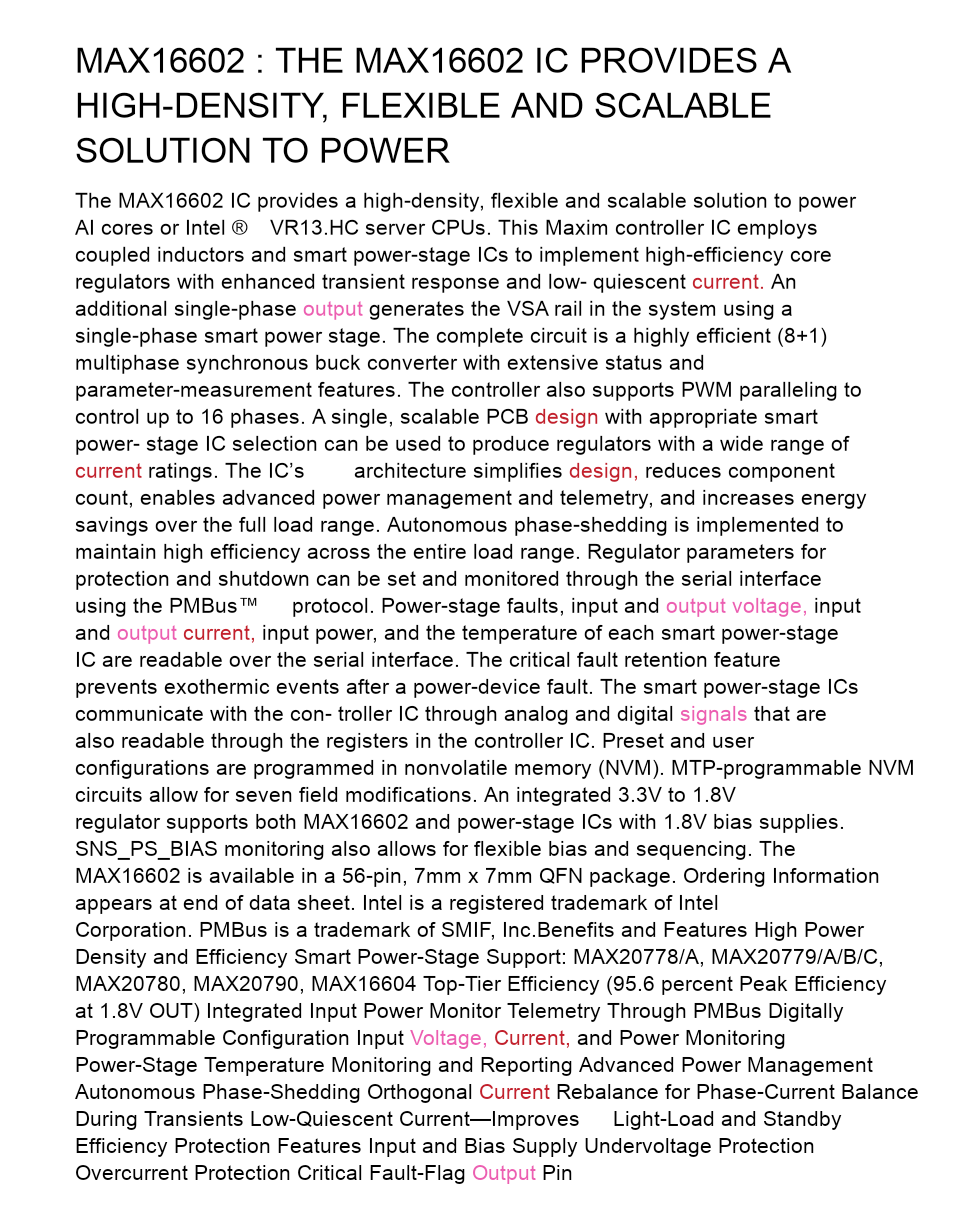 MAX16602 : THE MAX16602 IC PROVIDES A
HIGH-DENSITY, FLEXIBLE AND SCALABLE
SOLUTION TO POWER
The MAX16602 IC provides a high-density, flexible and scalable solution to power
AI cores or Intel ® VR13.HC server CPUs. This Maxim controller IC employs
coupled inductors and smart power-stage ICs to implement high-efficiency core
regulators with enhanced transient response and low- quiescent current. An
additional single-phase output generates the VSA rail in the system using a
single-phase smart power stage. The complete circuit is a highly efficient (8+1)
multiphase synchronous buck converter with extensive status and
parameter-measurement features. The controller also supports PWM paralleling to
control up to 16 phases. A single, scalable PCB design with appropriate smart
power- stage IC selection can be used to produce regulators with a wide range of
current ratings. The IC’s architecture simplifies design, reduces component
count, enables advanced power management and telemetry, and increases energy
savings over the full load range. Autonomous phase-shedding is implemented to
maintain high efficiency across the entire load range. Regulator parameters for
protection and shutdown can be set and monitored through the serial interface
using the PMBus™ protocol. Power-stage faults, input and output voltage, input
and output current, input power, and the temperature of each smart power-stage
IC are readable over the serial interface. The critical fault retention feature
prevents exothermic events after a power-device fault. The smart power-stage ICs
communicate with the con- troller IC through analog and digital signals that are
also readable through the registers in the controller IC. Preset and user
configurations are programmed in nonvolatile memory (NVM). MTP-programmable NVM
circuits allow for seven field modifications. An integrated 3.3V to 1.8V
regulator supports both MAX16602 and power-stage ICs with 1.8V bias supplies.
SNS_PS_BIAS monitoring also allows for flexible bias and sequencing. The
MAX16602 is available in a 56-pin, 7mm x 7mm QFN package. Ordering Information
appears at end of data sheet. Intel is a registered trademark of Intel
Corporation. PMBus is a trademark of SMIF, Inc.Benefits and Features High Power
Density and Efficiency Smart Power-Stage Support: MAX20778/A, MAX20779/A/B/C,
MAX20780, MAX20790, MAX16604 Top-Tier Efficiency (95.6 percent Peak Efficiency
at 1.8V OUT) Integrated Input Power Monitor Telemetry Through PMBus Digitally
Programmable Configuration Input Voltage, Current, and Power Monitoring
Power-Stage Temperature Monitoring and Reporting Advanced Power Management
Autonomous Phase-Shedding Orthogonal Current Rebalance for Phase-Current Balance
During Transients Low-Quiescent Current—Improves Light-Load and Standby
Efficiency Protection Features Input and Bias Supply Undervoltage Protection
Overcurrent Protection Critical Fault-Flag Output Pin